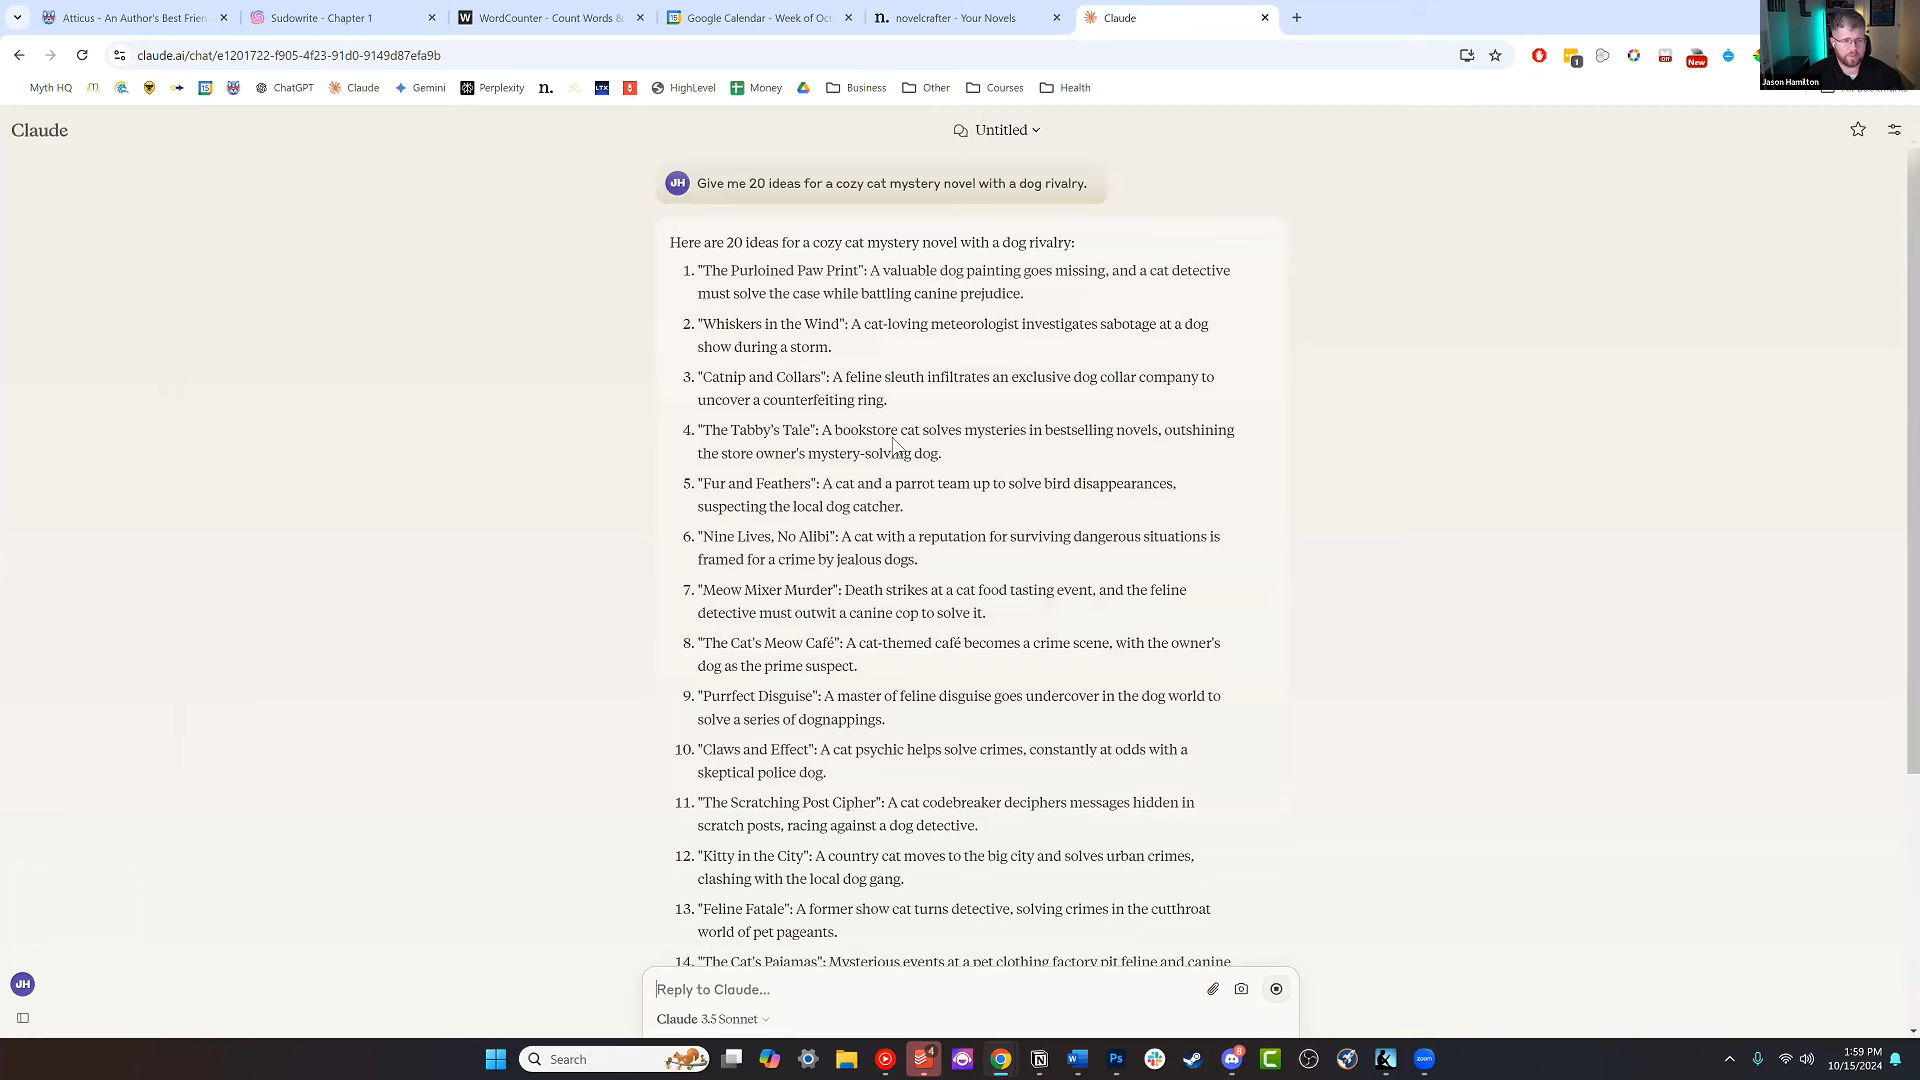 Atticus - An Author's Best Frien
Sudowrite - Chapter 1
WordCounter - Count Words &
Google Calendar - Week of Oct
novelcrafter - Your Novels
Claude
claude.ai/chat/e1201722-f905-4f23-91d0-9149d87efa9b
1
Off
New
Jason Hamilton
Myth HQ
15
ChatGPT
Claude
Gemini
Perplexity
n.
LTX
HighLevel
Money
Business
Other
Courses
Health
Claude
Untitled
JH
Give me 20 ideas for a cozy cat mystery novel with a dog rivalry.
Here are 20 ideas for a cozy cat mystery novel with a dog rivalry:
1. "The Purloined Paw Print": A valuable dog painting goes missing, and a cat detective
must solve the case while battling canine prejudice.
2. "Whiskers in the Wind": A cat-loving meteorologist investigates sabotage at a dog
show during a storm.
3. "Catnip and Collars": A feline sleuth infiltrates an exclusive dog collar company to
uncover a counterfeiting ring.
4. "The Tabby's Tale": A bookstore cat solves mysteries in bestselling novels, outshining
the store owner's mystery-solving dog.
5. "Fur and Feathers": A cat and a parrot team up to solve bird disappearances,
suspecting the local dog catcher.
6. "Nine Lives, No Alibi": A cat with a reputation for surviving dangerous situations is
framed for a crime by jealous dogs.
7. "Meow Mixer Murder": Death strikes at a cat food tasting event, and the feline
detective must outwit a canine cop to solve it.
8. "The Cat's Meow Café": A cat-themed café becomes a crime scene, with the owner's
dog as the prime suspect.
9. "Purrfect Disguise": A master of feline disguise goes undercover in the dog world to
solve a series of dognappings.
10. "Claws and Effect": A cat psychic helps solve crimes, constantly at odds with a
skeptical police dog.
11. "The Scratching Post Cipher": A cat codebreaker deciphers messages hidden in
scratch posts, racing against a dog detective.
12. "Kitty in the City": A country cat moves to the big city and solves urban crimes,
clashing with the local dog gang.
13. "Feline Fatale": A former show cat turns detective, solving crimes in the cutthroat
world of pet pageants.
14. "The Cat's Pajamas": Mysterious events at a pet clothing factory pit feline and canine
JH
Reply to Claude...
Claude 3.5 Sonnet
Search
4
8
zoom
1:59 PM
10/15/2024